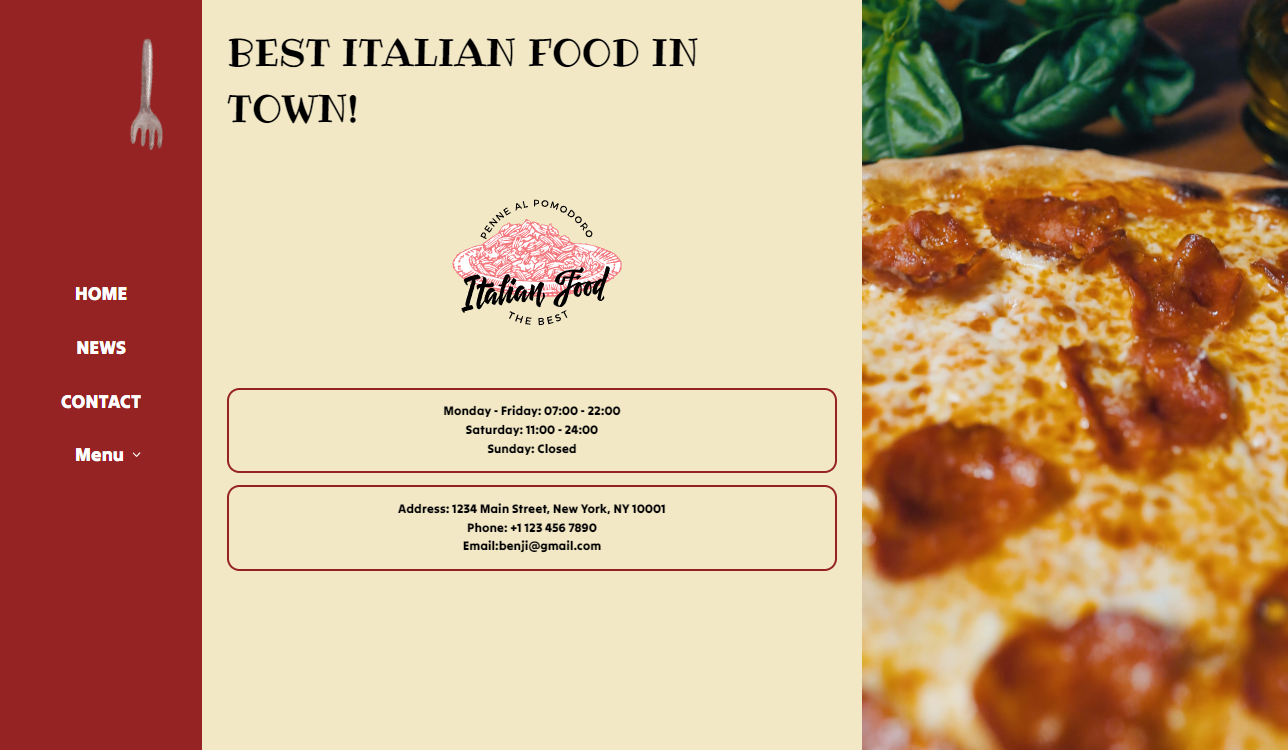 HOME
NEWS
CONTACT
Menu
BEST ITALIAN FOOD IN
TOWN!
PENNE AL POMODORO
Italian Food
THE BEST
Monday - Friday: 07:00 - 22:00
Saturday: 11:00 - 24:00
Sunday: Closed
Address: 1234 Main Street, New York, NY 10001
Phone: +1 123 456 7890
Email:benji@gmail.com